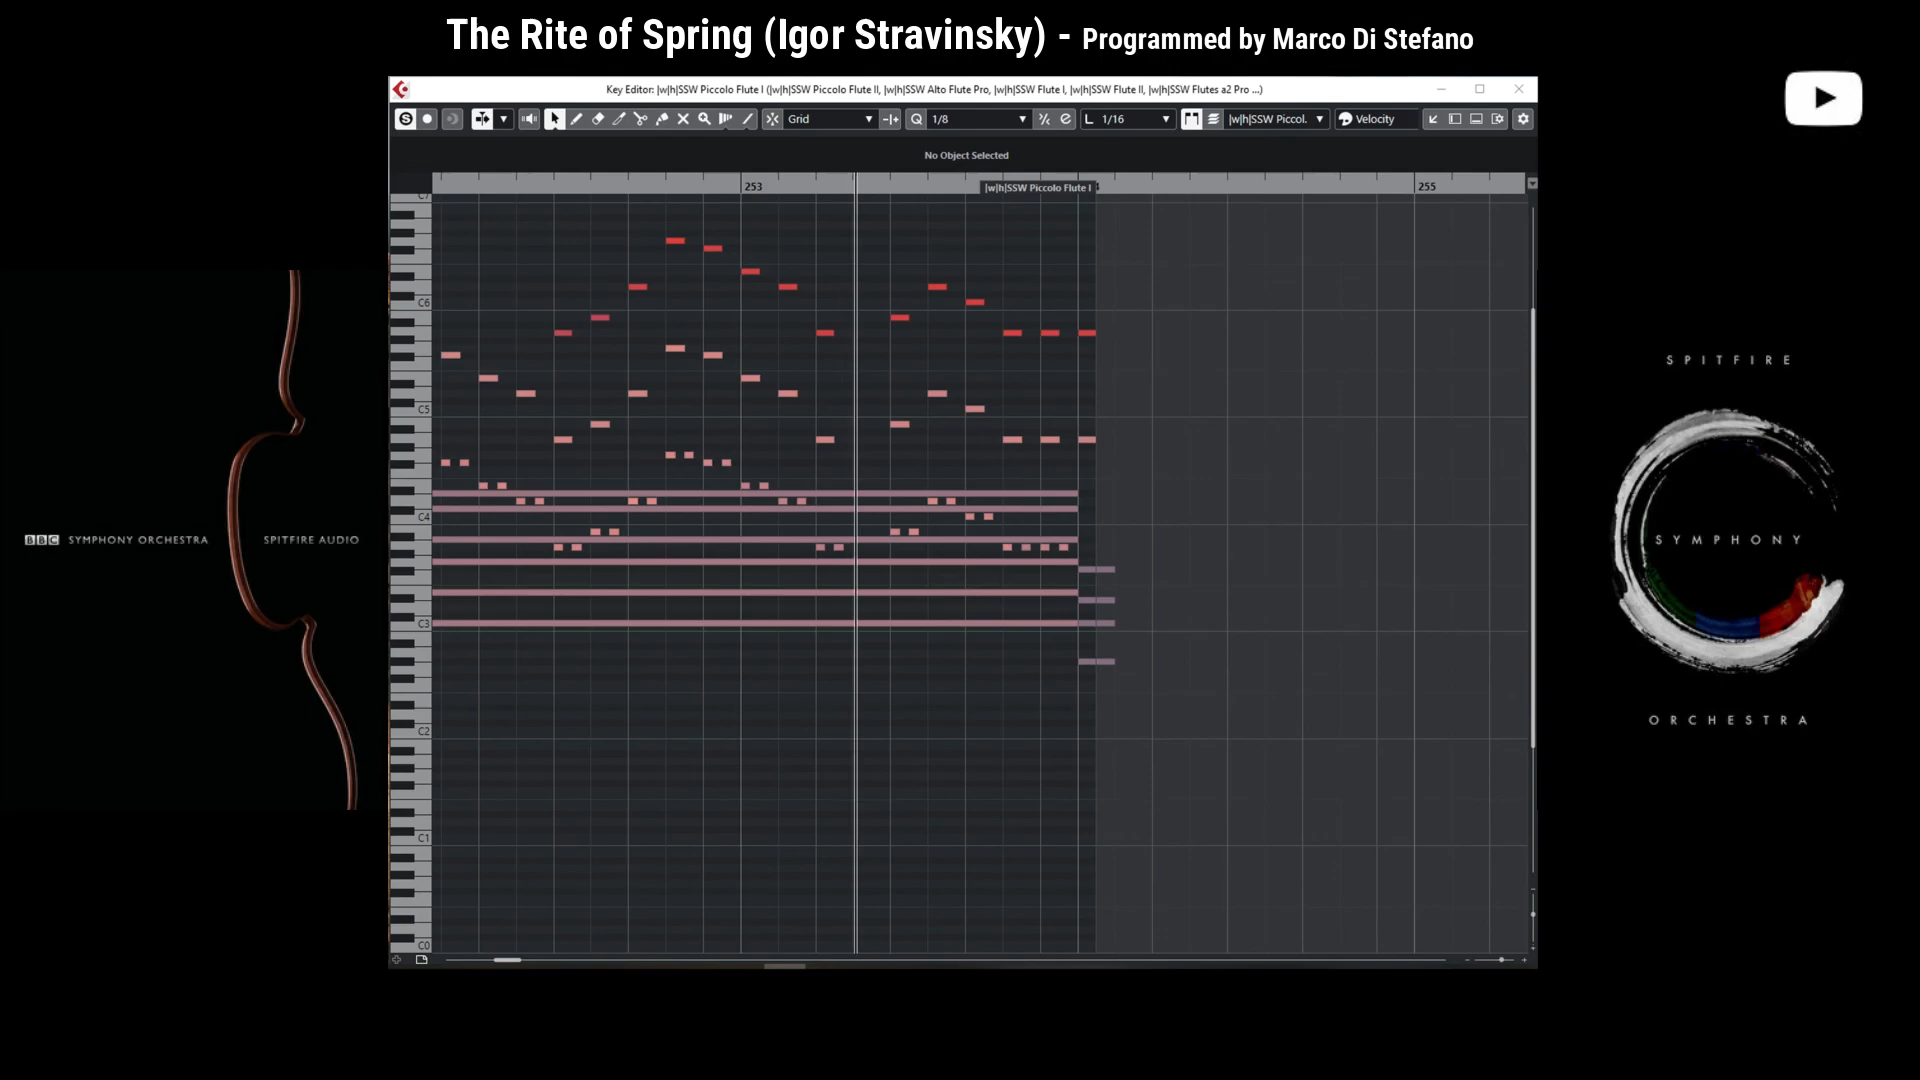 The Rite of Spring (Igor Stravinsky) - Programmed by Marco Di Stefano
Key Editor: |w|h|SSW Piccolo Flute I (|w|h|SSW Piccolo Flute II, |w|h|SSW Alto Flute Pro, |w|h|SSW Flute I, |w|h|SSW Flute II, |w|h|SSW Flutes a2 Pro ...)
S Grid Q 1/8 L 1/16 |w|h|SSW Piccol. Velocity
No Object Selected
253 |w|h|SSW Piccolo Flute I 255
C7
C6
C5
C4
C3
C2
C1
C0
BBC SYMPHONY ORCHESTRA SPITFIRE AUDIO
SPITFIRE
SYMPHONY
ORCHESTRA